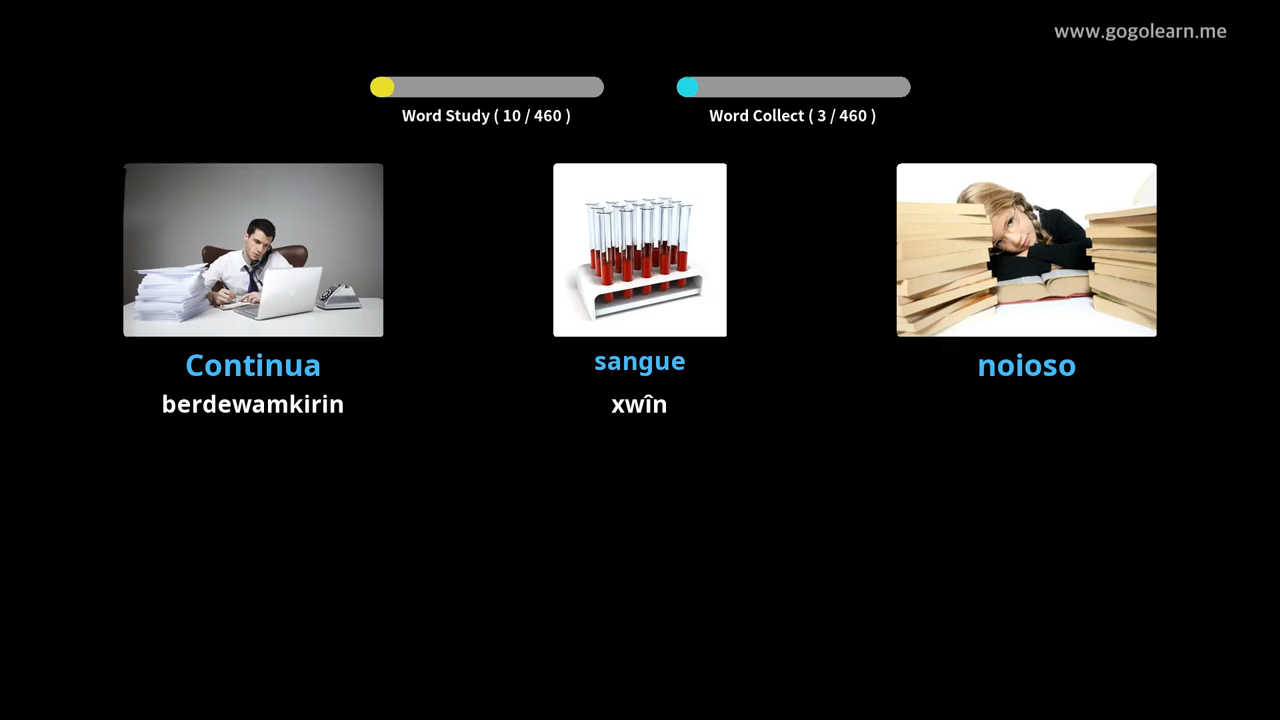 www.gogolearn.me
Word Study ( 10 / 460 )
Word Collect ( 3 / 460 )
Continua
berdewamkirin
sangue
xwîn
noioso